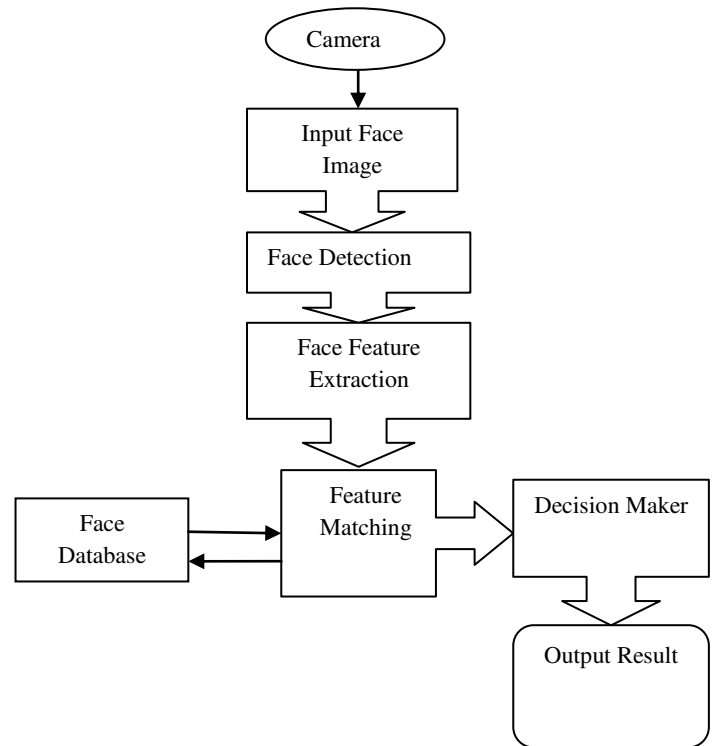 Camera
Input Face
Image
Face Detection
Face Feature
Extraction
Feature
Matching
Face
Database
Decision Maker
Output Result